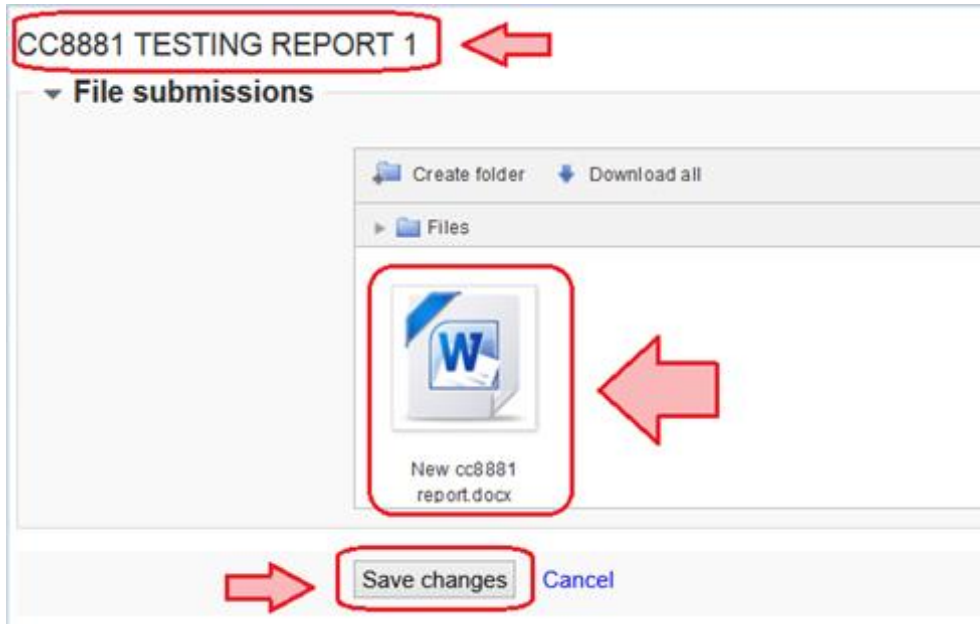 CC8881 TESTING REPORT 1
File submissions
Create folder Download all
Files
W
New cc8881
report.docx
Save changes Cancel